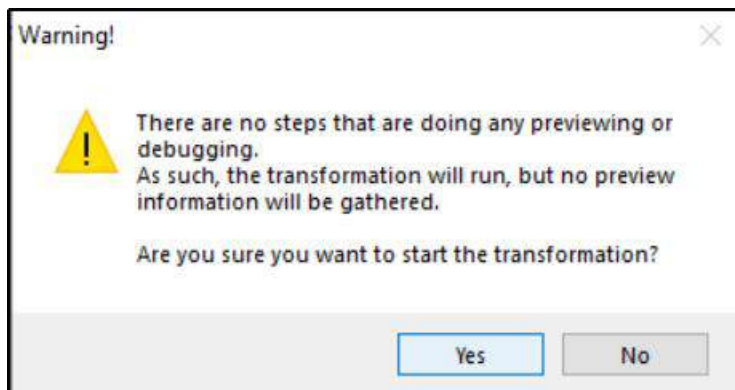 Warning!
There are no steps that are doing any previewing or
debugging.
As such, the transformation will run, but no preview
information will be gathered.
Are you sure you want to start the transformation?
Yes
No